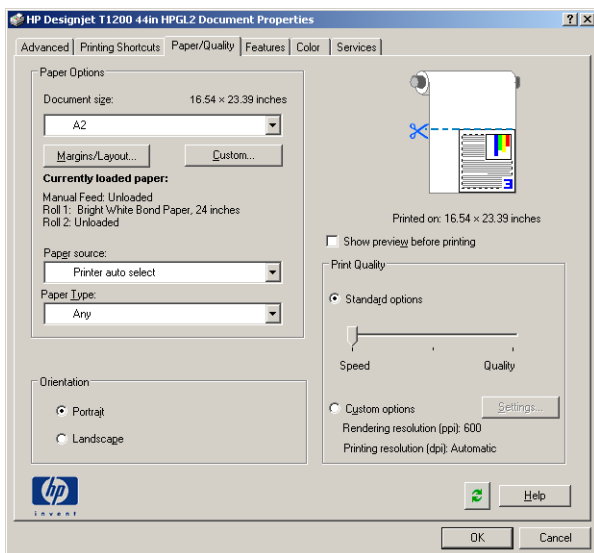 HP Designjet T1200 44in HPGL2 Document Properties
Advanced Printing Shortcuts Paper/Quality Features Color Services
Paper Options
Document size: 16.54 × 23.39 inches
A2
Margins/Layout... Custom...
Currently loaded paper:
Manual Feed: Unloaded
Roll 1: Bright White Bond Paper, 24 inches
Roll 2: Unloaded
Paper source:
Printer auto select
Paper Type:
Any
Orientation
Portrait
Landscape
3
Printed on: 16.54 × 23.39 inches
Show preview before printing
Print Quality
Standard options
Speed Quality
Custom options Settings...
Rendering resolution (ppi): 600
Printing resolution (dpi): Automatic
hp
invent
Help
OK Cancel